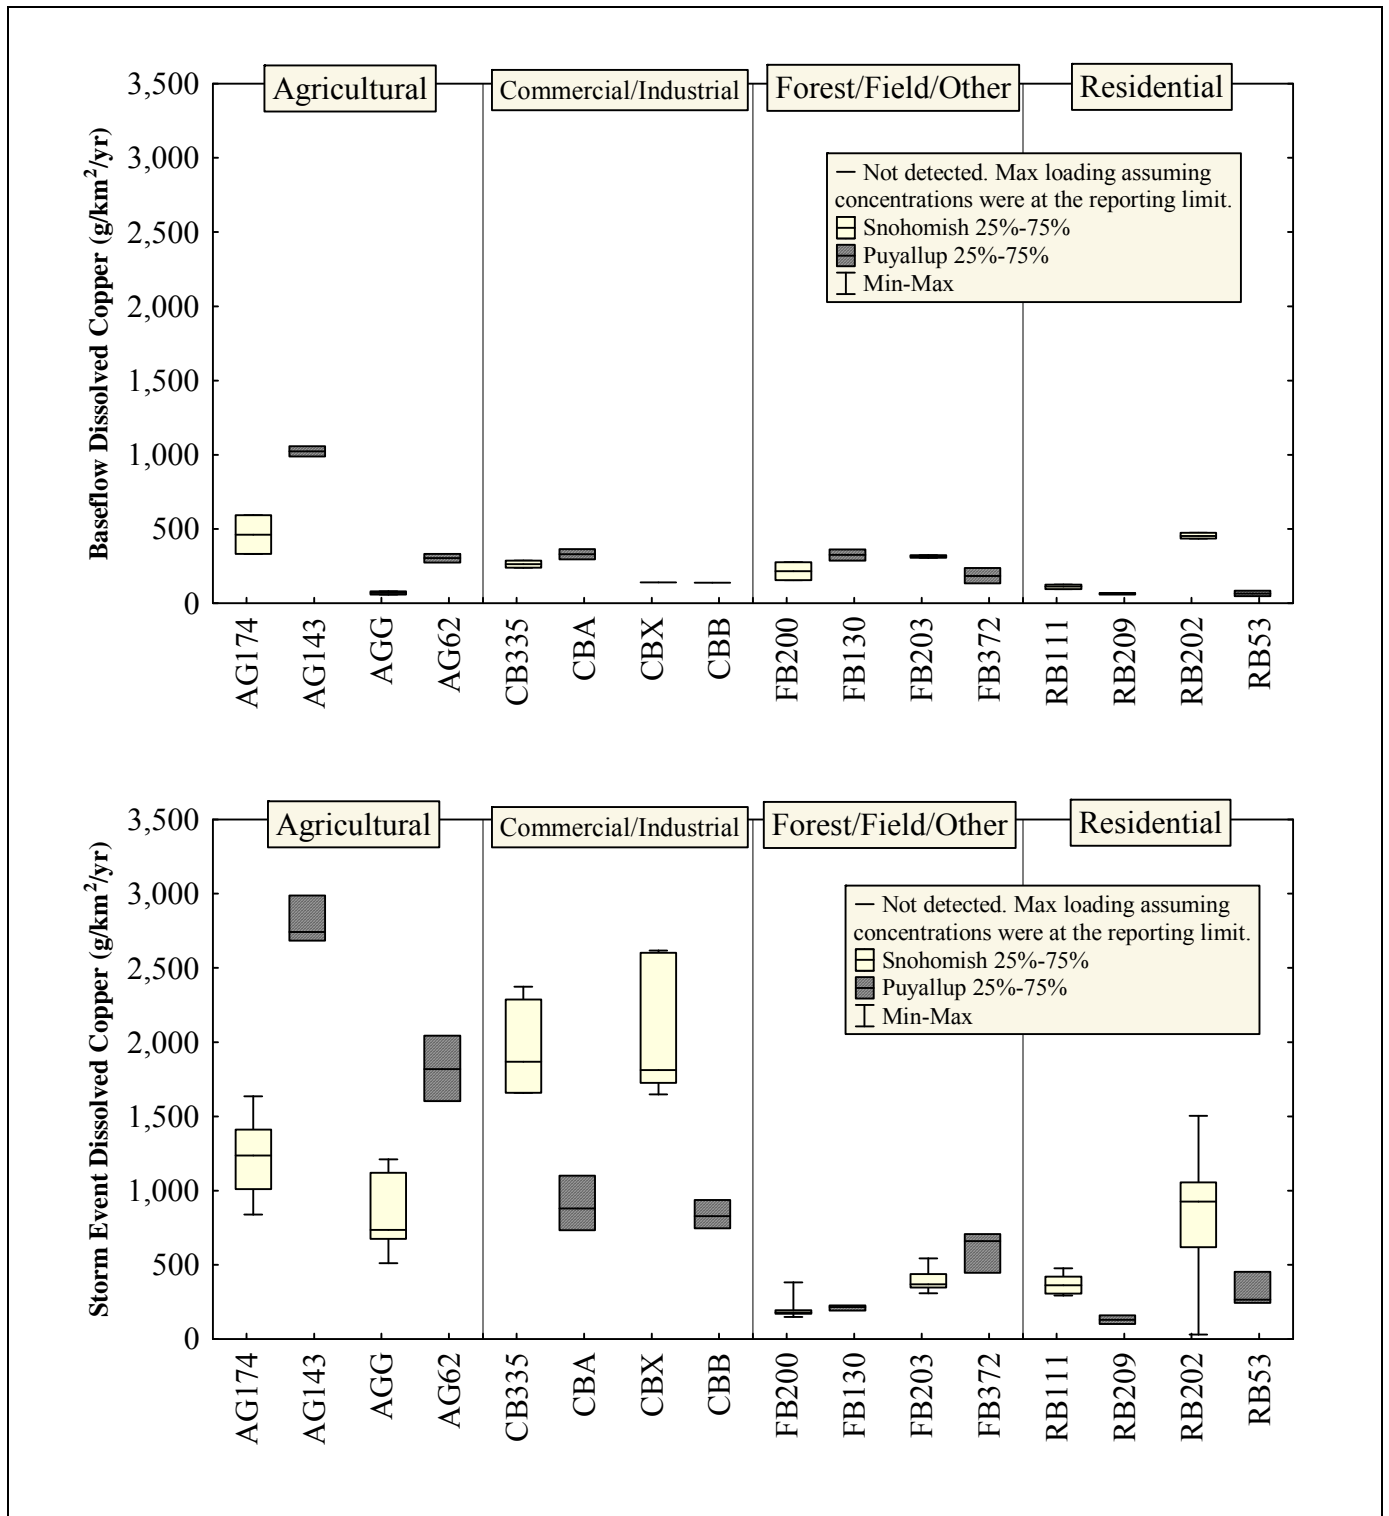 Agricultural Commercial/Industrial Forest/Field/Other Residential
Baseflow Dissolved Copper (g/km²/yr)
3,500
3,000
2,500
2,000
1,500
1,000
500
0
— Not detected. Max loading assuming
concentrations were at the reporting limit.
Snohomish 25%-75%
Puyallup 25%-75%
Min-Max
AG174 AG143 AGG AG62 CB335 CBA CBX CBB FB200 FB130 FB203 FB372 RB111 RB209 RB202 RB53
Agricultural Commercial/Industrial Forest/Field/Other Residential
Storm Event Dissolved Copper (g/km²/yr)
3,500
3,000
2,500
2,000
1,500
1,000
500
0
— Not detected. Max loading assuming
concentrations were at the reporting limit.
Snohomish 25%-75%
Puyallup 25%-75%
Min-Max
AG174 AG143 AGG AG62 CB335 CBA CBX CBB FB200 FB130 FB203 FB372 RB111 RB209 RB202 RB53